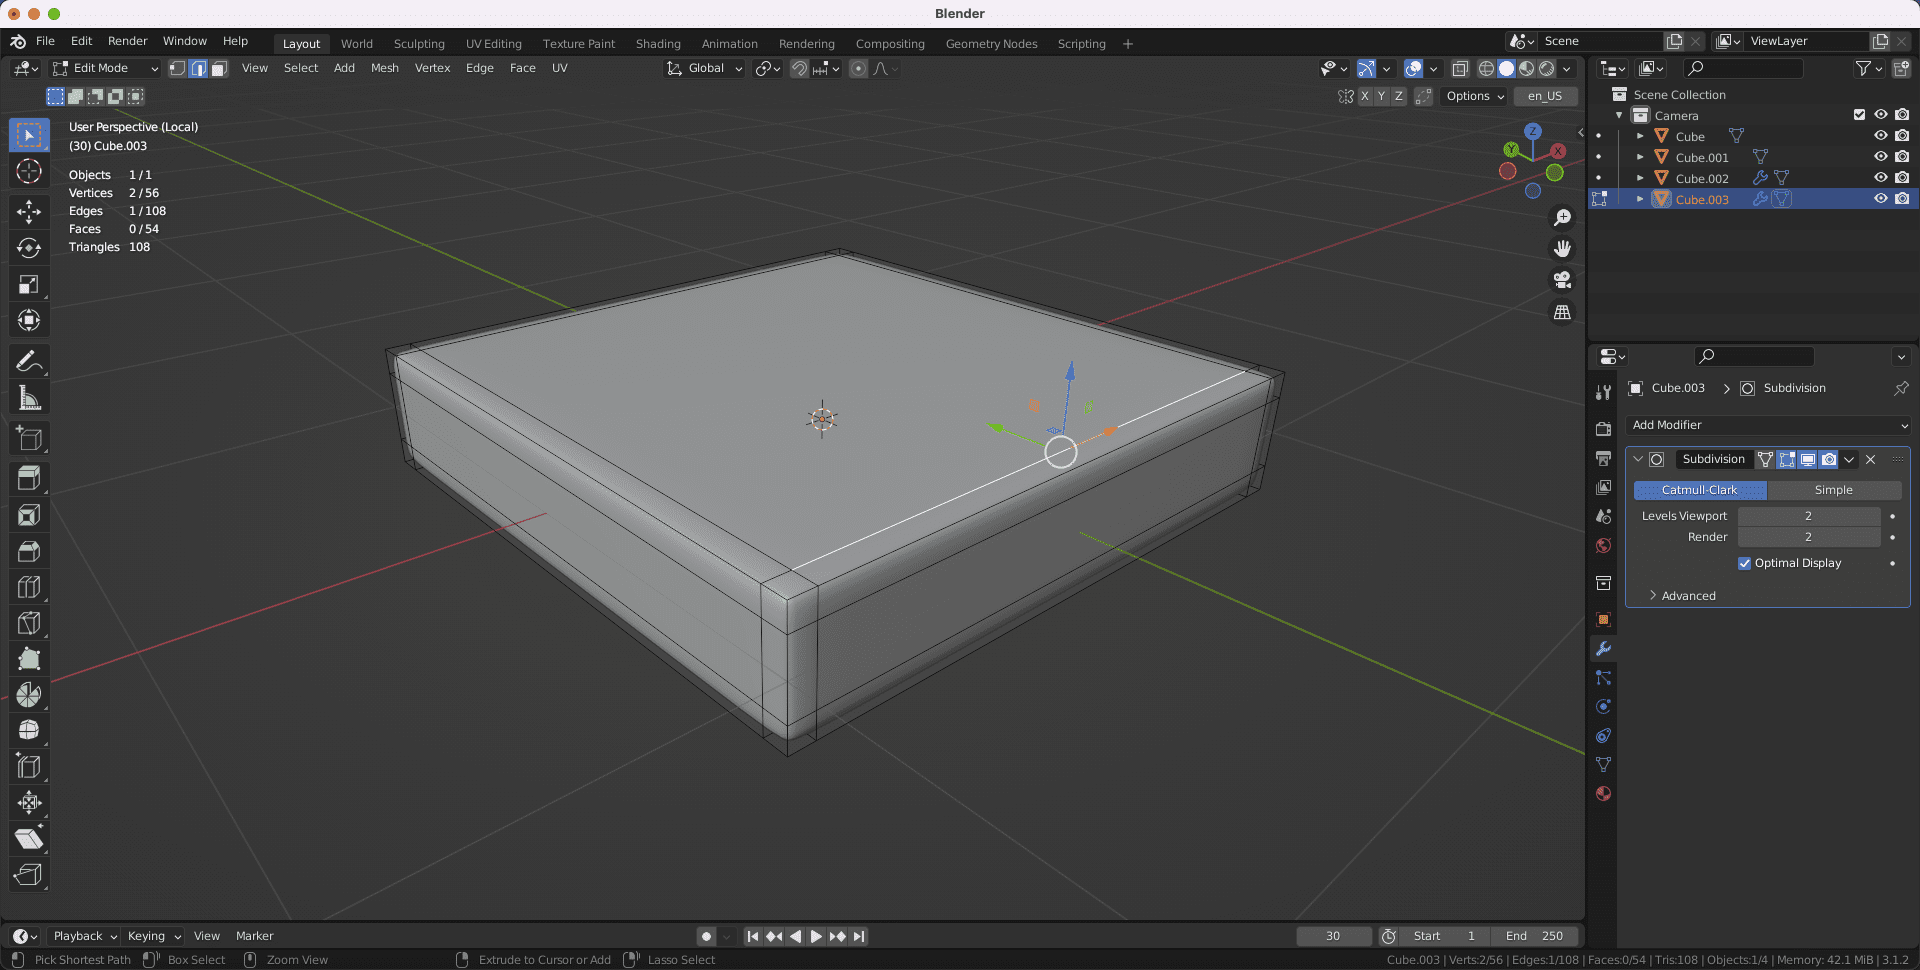 Blender
File Edit Render Window Help Layout World Sculpting UV Editing Texture Paint Shading Animation Rendering Compositing Geometry Nodes Scripting + Scene ViewLayer
Edit Mode View Select Add Mesh Vertex Edge Face UV Global
X Y Z Options en_US
User Perspective (Local)
(30) Cube.003
Objects 1/1
Vertices 2/56
Edges 1/108
Faces 0/54
Triangles 108
Z
Y
X
Scene Collection
Camera
Cube
Cube.001
Cube.002
Cube.003
Cube.003 > Subdivision
Add Modifier
Subdivision
Catmull-Clark Simple
Levels Viewport 2
Render 2
Optimal Display
> Advanced
Playback Keying View Marker 30 Start 1 End 250
Pick Shortest Path Box Select Zoom View Extrude to Cursor or Add Lasso Select Cube.003 | Verts:2/56 | Edges:1/108 | Faces:0/54 | Tris:108 | Objects:1/4 | Memory: 42.1 MiB | 3.1.2